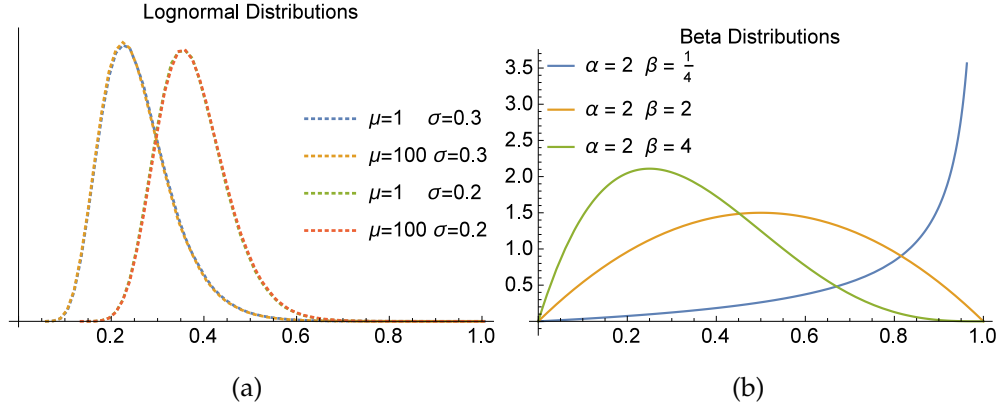 Lognormal Distributions
μ=1 σ=0.3
μ=100 σ=0.3
μ=1 σ=0.2
μ=100 σ=0.2
0.2 0.4 0.6 0.8 1.0
(a)
Beta Distributions
α = 2 β = 1/4
α = 2 β = 2
α = 2 β = 4
3.5
3.0
2.5
2.0
1.5
1.0
0.5
0.2 0.4 0.6 0.8 1.0
(b)